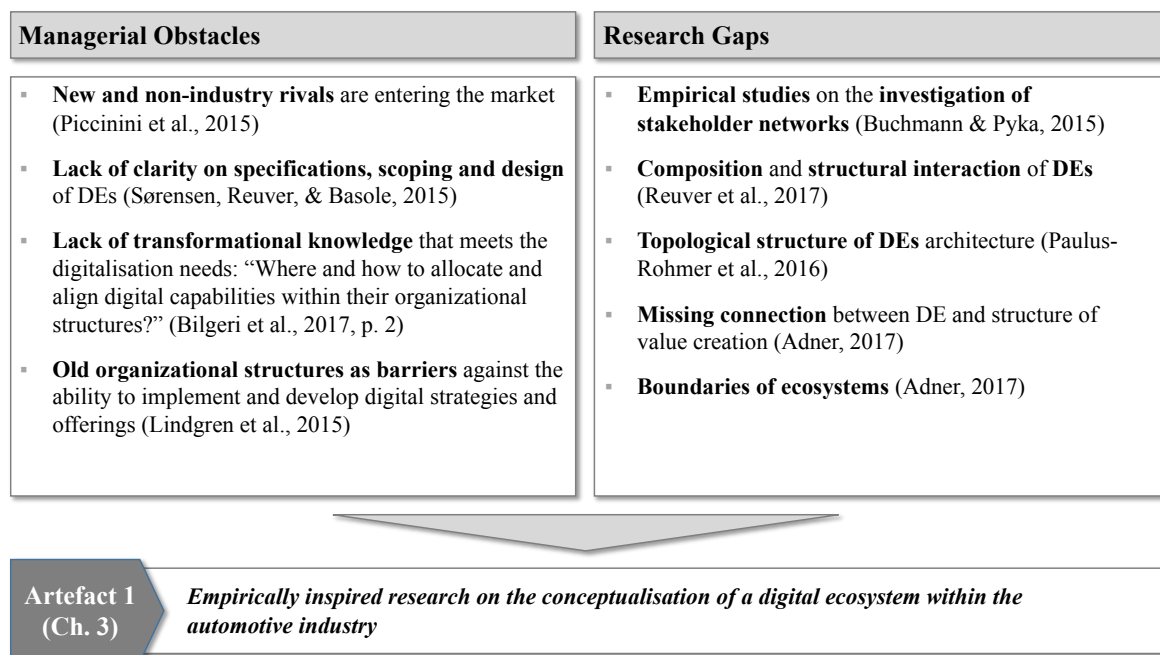 Managerial Obstacles
New and non-industry rivals are entering the market
(Piccinini et al., 2015)
Lack of clarity on specifications, scoping and design
of DEs (Sørensen, Reuver, & Basole, 2015)
Lack of transformational knowledge that meets the
digitalisation needs: “Where and how to allocate and
align digital capabilities within their organizational
structures?” (Bilgeri et al., 2017, p. 2)
Old organizational structures as barriers against the
ability to implement and develop digital strategies and
offerings (Lindgren et al., 2015)
Research Gaps
Empirical studies on the investigation of
stakeholder networks (Buchmann & Pyka, 2015)
Composition and structural interaction of DEs
(Reuver et al., 2017)
Topological structure of DEs architecture (Paulus-
Rohmer et al., 2016)
Missing connection between DE and structure of
value creation (Adner, 2017)
Boundaries of ecosystems (Adner, 2017)
Artefact 1
(Ch. 3)
Empirically inspired research on the conceptualisation of a digital ecosystem within the
automotive industry